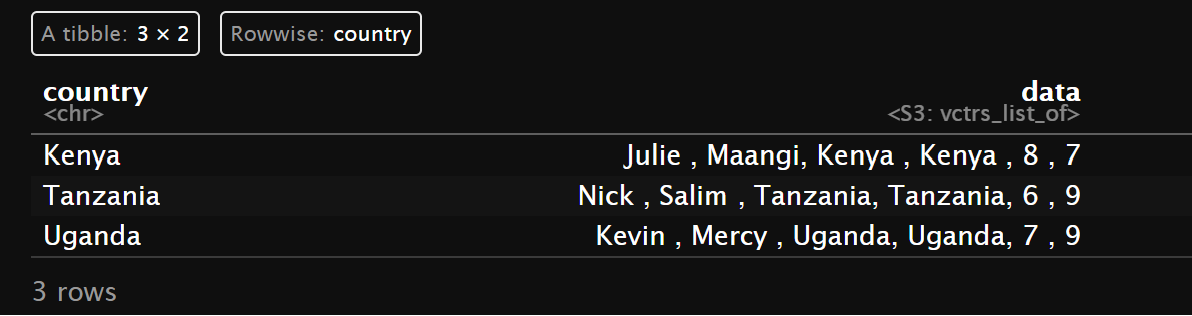 A tibble: 3 × 2 Rowwise: country
country data
<chr> <S3: vctrs_list_of>
Kenya Julie , Maangi, Kenya , Kenya , 8 , 7
Tanzania Nick , Salim , Tanzania, Tanzania, 6 , 9
Uganda Kevin , Mercy , Uganda, Uganda, 7 , 9
3 rows